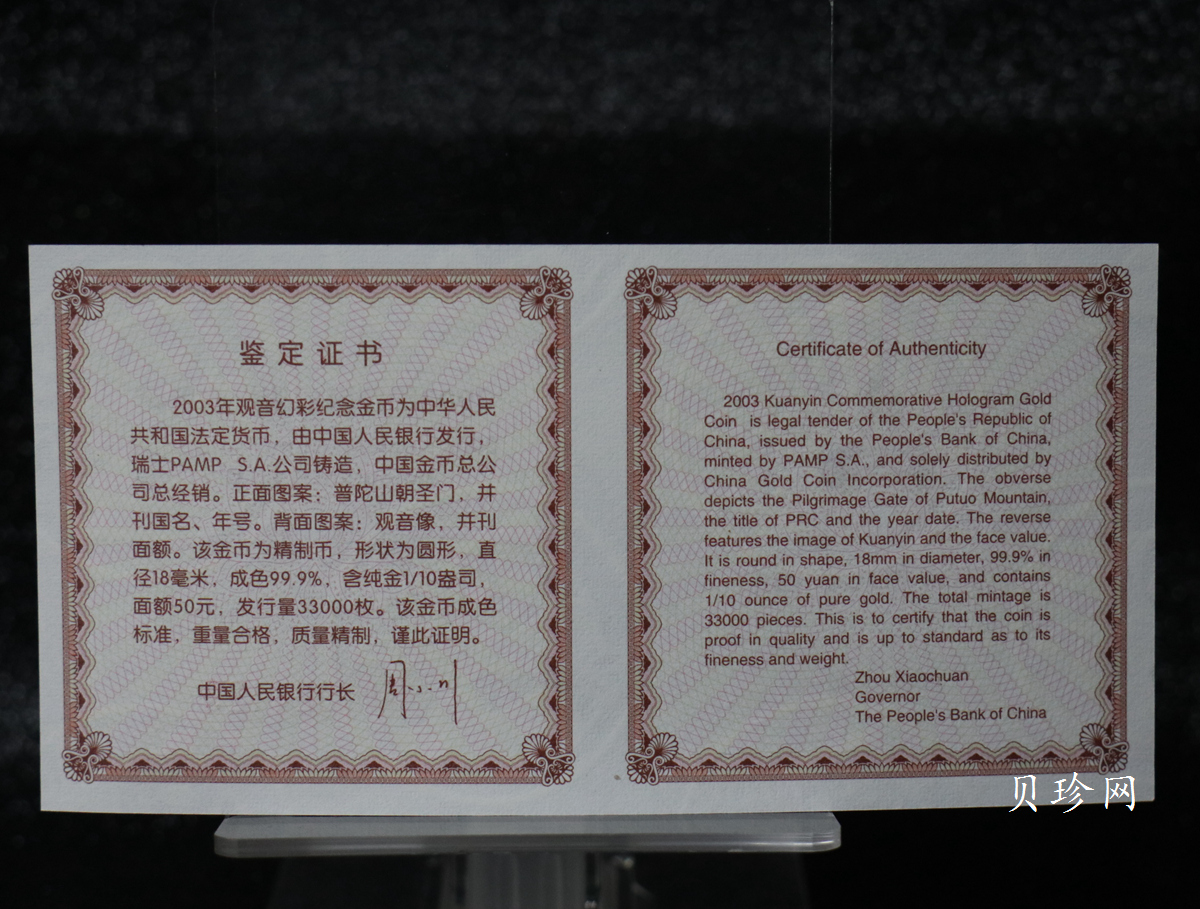 鉴定证书
2003年观音幻彩纪念金币为中华人民
共和国法定货币，由中国人民银行发行，
瑞士PAMP S.A.公司铸造，中国金币总公
司总经销。正面图案：普陀山朝圣门，并
刊国名、年号。背面图案：观音像，并刊
面额。该金币为精制币，形状为圆形，直
径18毫米，成色99.9%，含纯金1/10盎司，
面额50元，发行量33000枚。该金币成色
标准，重量合格，质量精制，谨此证明。
中国人民银行行长 周小川
Certificate of Authenticity
2003 Kuanyin Commemorative Hologram Gold
Coin is legal tender of the People's Republic of
China, issued by the People's Bank of China,
minted by PAMP S.A., and solely distributed by
China Gold Coin Incorporation. The obverse
depicts the Pilgrimage Gate of Putuo Mountain,
the title of PRC and the year date. The reverse
features the image of Kuanyin and the face value.
It is round in shape, 18mm in diameter, 99.9% in
fineness, 50 yuan in face value, and contains
1/10 ounce of pure gold. The total mintage is
33000 pieces. This is to certify that the coin is
proof in quality and is up to standard as to its
fineness and weight.
Zhou Xiaochuan
Governor
The People's Bank of China
贝珍网